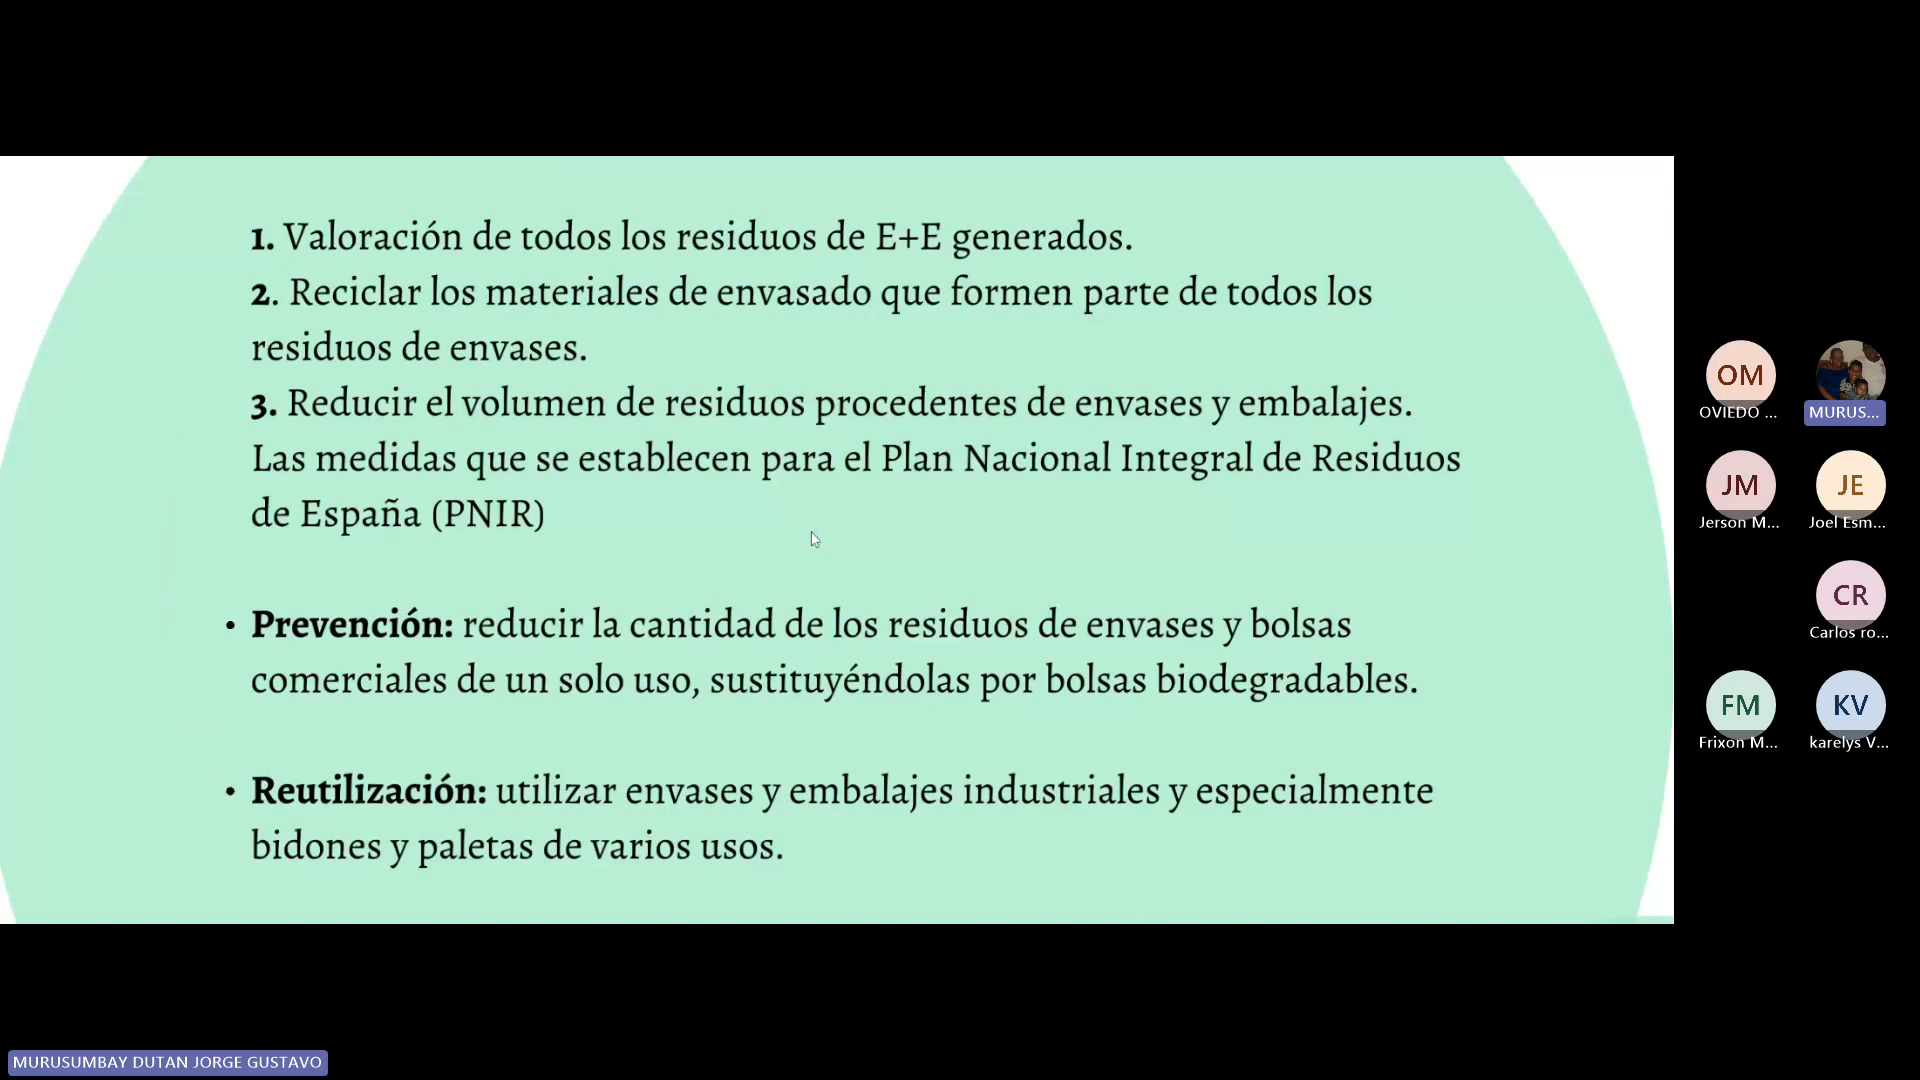 1. Valoración de todos los residuos de E+E generados.
2. Reciclar los materiales de envasado que formen parte de todos los
residuos de envases.
3. Reducir el volumen de residuos procedentes de envases y embalajes.
Las medidas que se establecen para el Plan Nacional Integral de Residuos
de España (PNIR)
• Prevención: reducir la cantidad de los residuos de envases y bolsas
comerciales de un solo uso, sustituyéndolas por bolsas biodegradables.
• Reutilización: utilizar envases y embalajes industriales y especialmente
bidones y paletas de varios usos.
OM
OVIEDO ...
MURUS...
JM
Jerson M...
JE
Joel Esm...
CR
Carlos ro...
FM
Frixon M...
KV
karelys V...
MURUSUMBAY DUTAN JORGE GUSTAVO